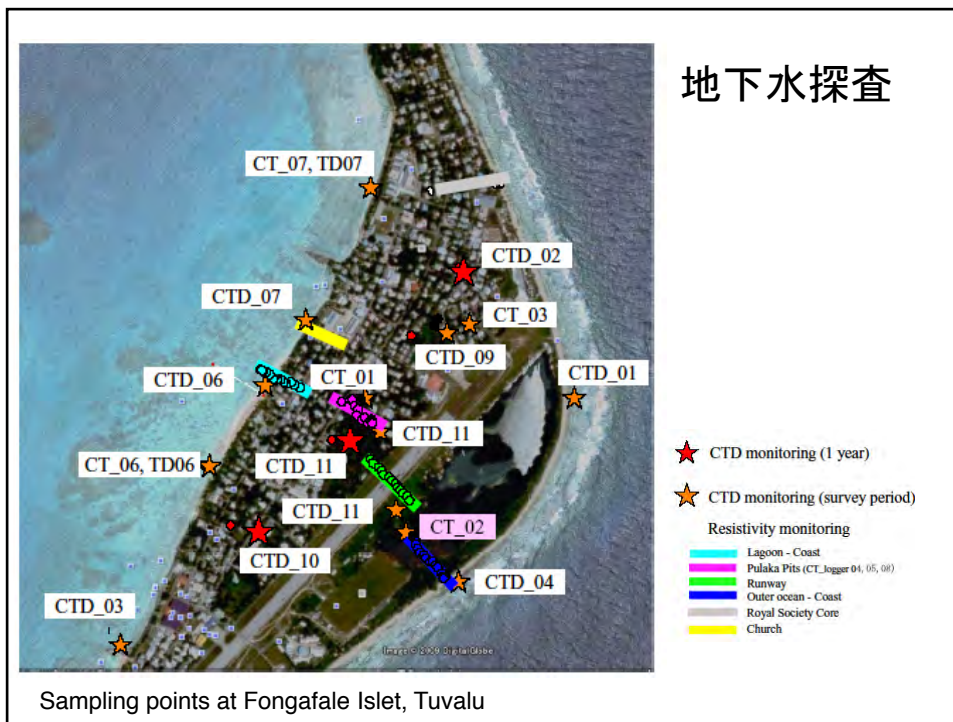 地下水探査
CT_07, TD07
CTD_02
CTD_07
CT_03
CTD_09
CTD_01
CTD_06
CT_01
CTD_11
CTD_11
CT_06, TD06
CTD_11
CT_02
CTD_10
CTD_04
CTD_03
CTD monitoring (1 year)
CTD monitoring (survey period)
Resistivity monitoring
Lagoon - Coast
Pulaka Pits (CT_logger 04, 05, 08)
Runway
Outer ocean - Coast
Royal Society Core
Church
Image © 2009 DigitalGlobe
Sampling points at Fongafale Islet, Tuvalu